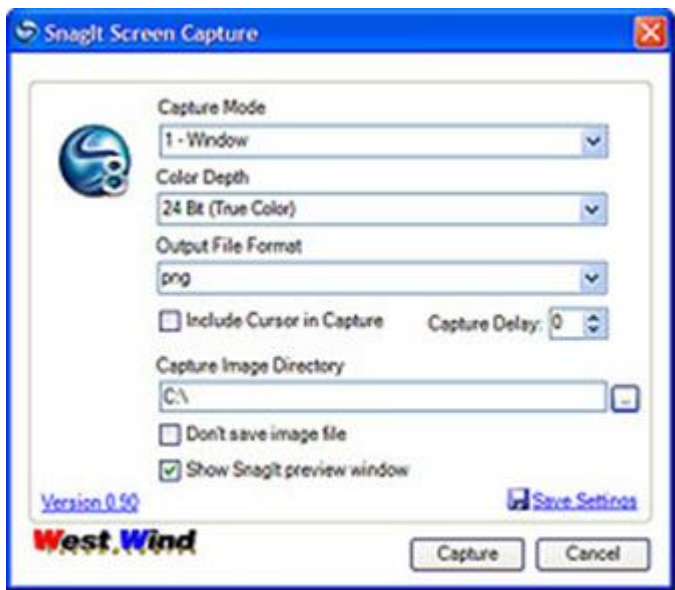 SnagIt Screen Capture
Capture Mode
1 - Window
Color Depth
24 Bit (True Color)
Output File Format
png
Include Cursor in Capture Capture Delay: 0
Capture Image Directory
C:\ ...
Don't save image file
Show SnagIt preview window
Version 0.90 Save Settings
West Wind Capture Cancel